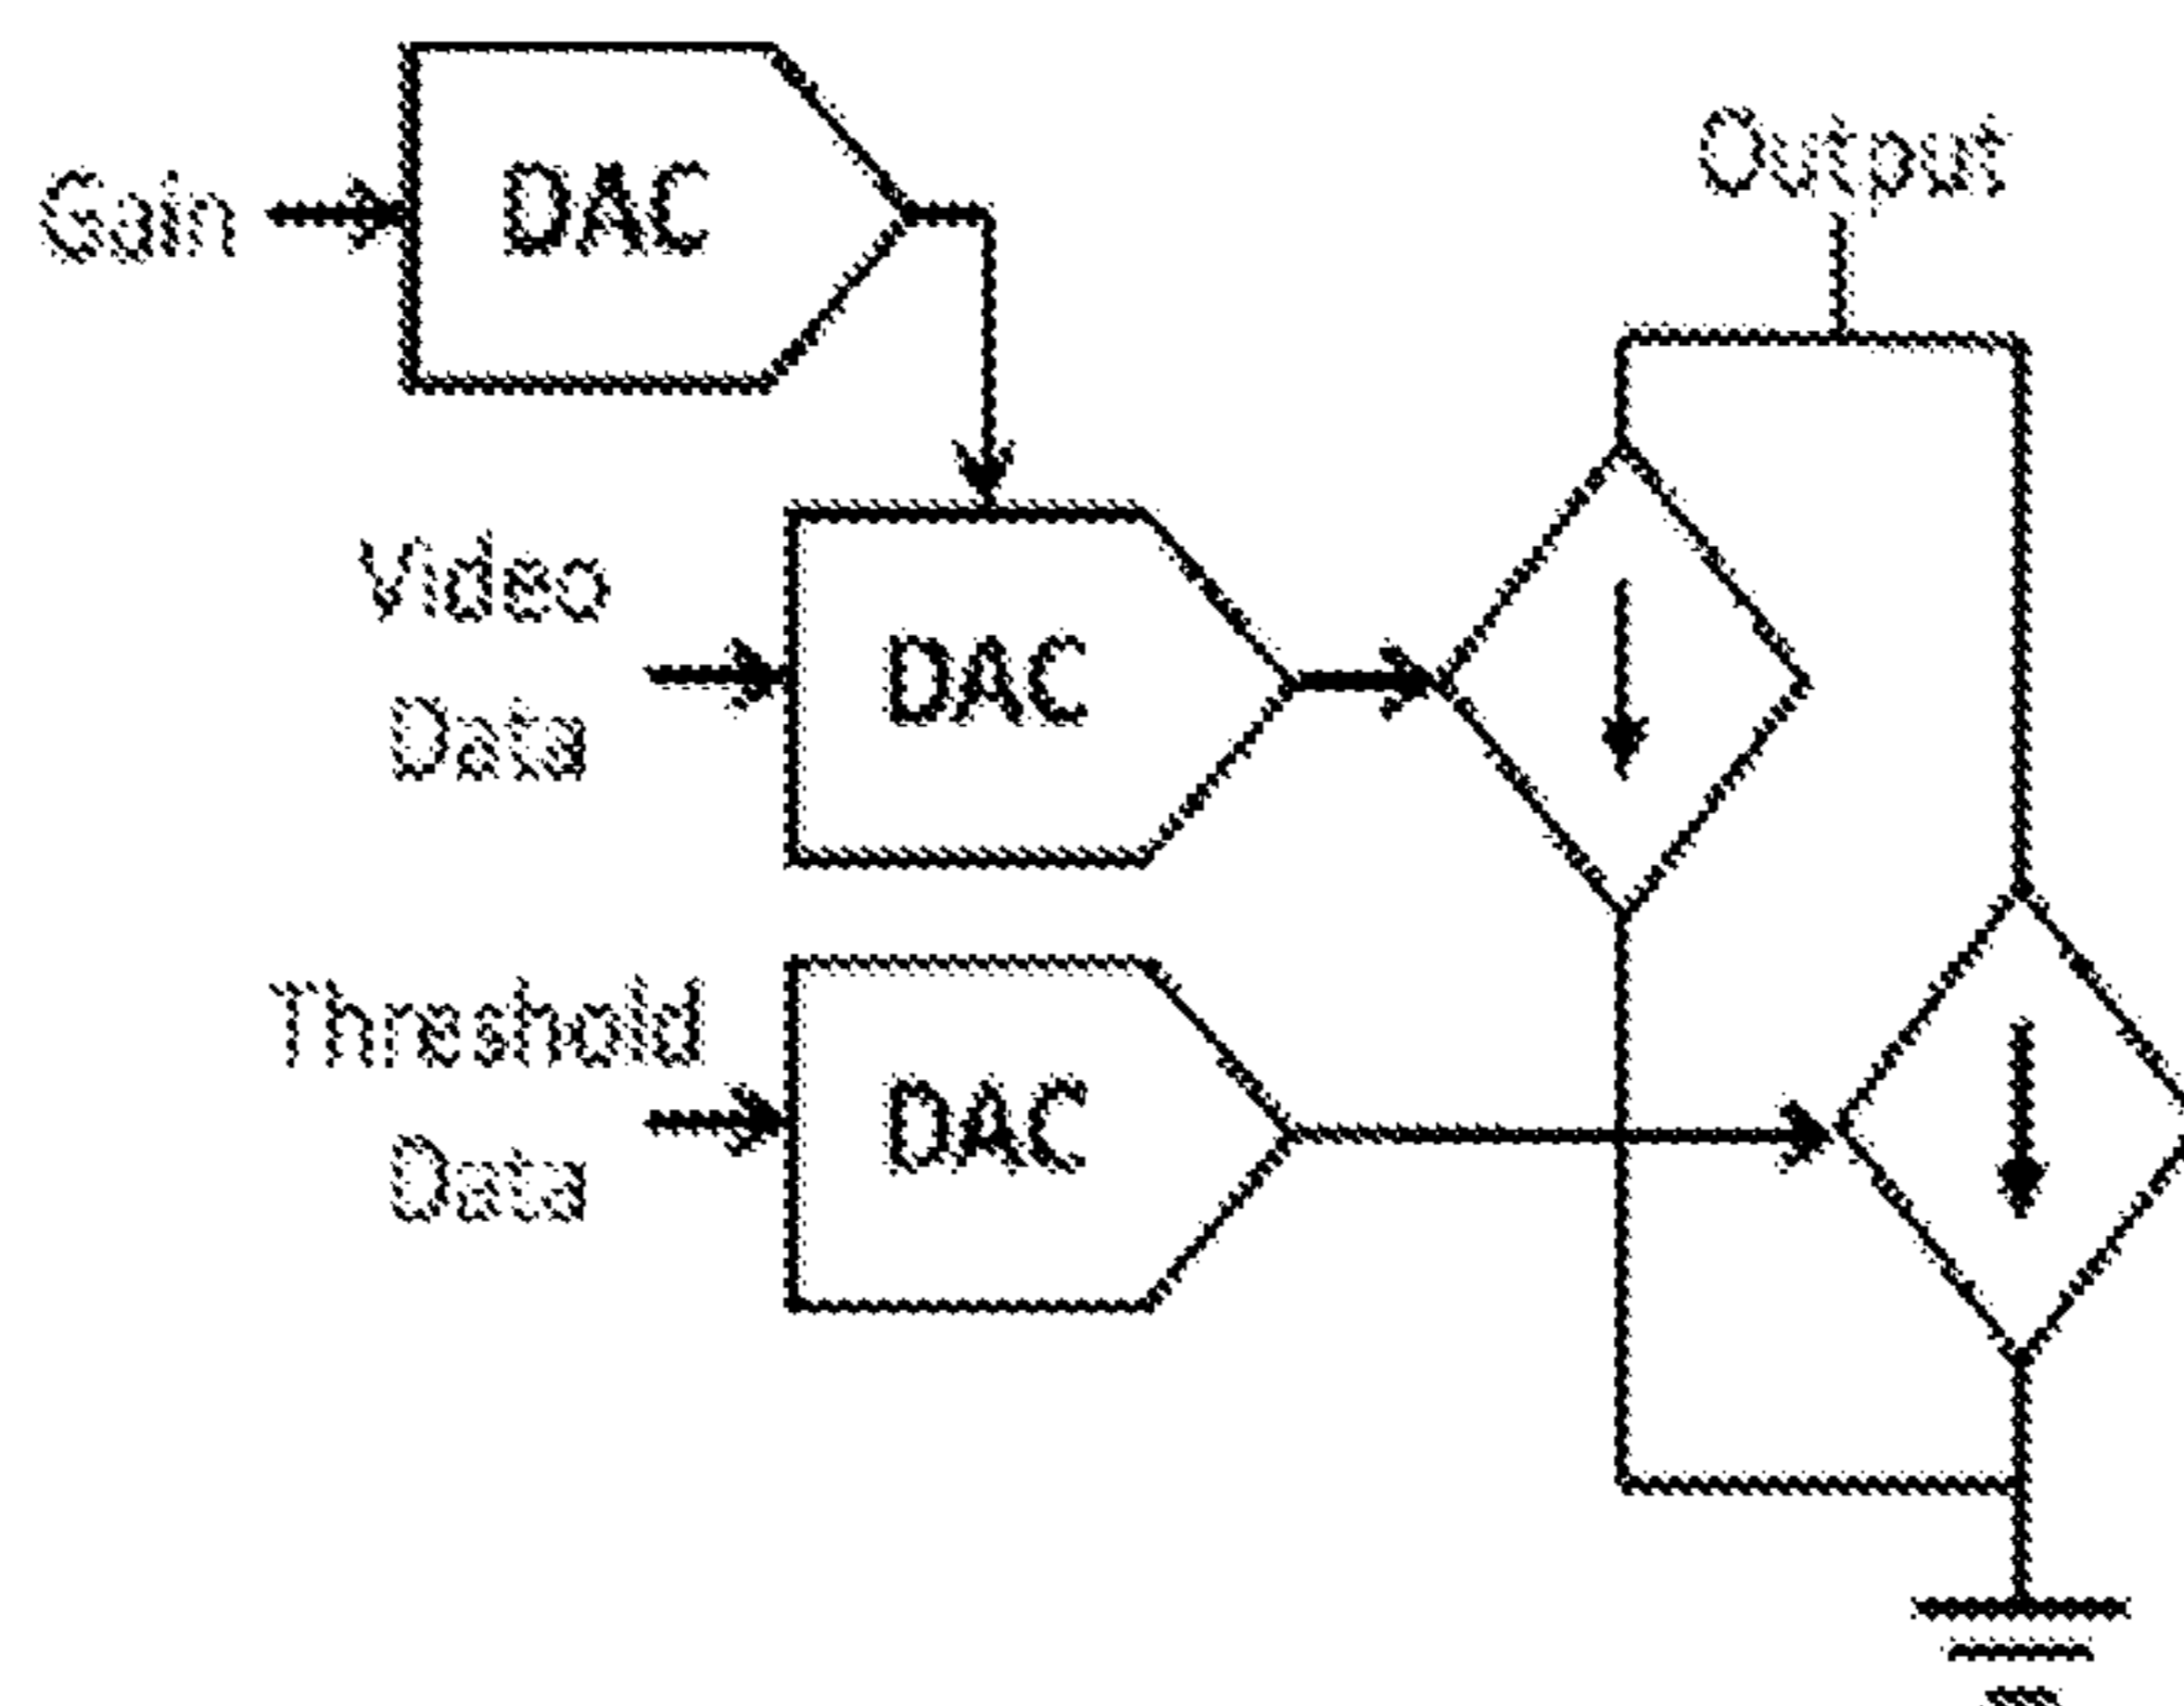 Gain
DAC
Output
Video
Data
DAC
Threshold
Data
DAC